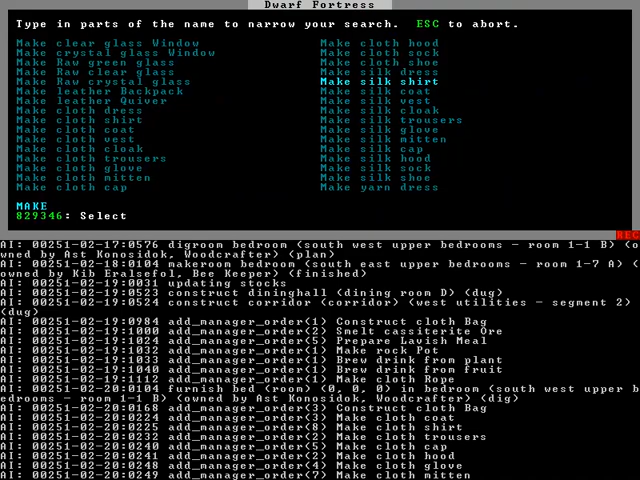 Dwarf Fortress
Type in parts of the name to narrow your search.  ESC to abort.
Make clear glass Window
Make crystal glass Window
Make Raw green glass
Make Raw clear glass
Make Raw crystal glass
Make leather Backpack
Make leather Quiver
Make cloth dress
Make cloth shirt
Make cloth coat
Make cloth vest
Make cloth cloak
Make cloth trousers
Make cloth glove
Make cloth mitten
Make cloth cap
Make cloth hood
Make cloth sock
Make cloth shoe
Make silk dress
Make silk shirt
Make silk coat
Make silk vest
Make silk cloak
Make silk trousers
Make silk glove
Make silk mitten
Make silk cap
Make silk hood
Make silk sock
Make silk shoe
Make yarn dress
MAKE
829346: Select
REC
AI: 00251-02-17:0576 digroom bedroom (south west upper bedrooms - room 1-1 B) (o
wned by Ast Konosidok, Woodcrafter) (plan)
AI: 00251-02-18:0104 makeroom bedroom (south east upper bedrooms - room 1-7 A) (
owned by Kib Eralsefol, Bee Keeper) (finished)
AI: 00251-02-19:0031 updating stocks
AI: 00251-02-19:0523 construct dininghall (dining room D) (dug)
AI: 00251-02-19:0524 construct corridor (corridor) (west utilities - segment 2)
(dug)
AI: 00251-02-19:0984 add_manager_order(1) Construct cloth Bag
AI: 00251-02-19:1000 add_manager_order(2) Smelt cassiterite Ore
AI: 00251-02-19:1024 add_manager_order(5) Prepare Lavish Meal
AI: 00251-02-19:1032 add_manager_order(1) Make rock Pot
AI: 00251-02-19:1033 add_manager_order(1) Brew drink from plant
AI: 00251-02-19:1040 add_manager_order(1) Brew drink from fruit
AI: 00251-02-19:1112 add_manager_order(1) Make cloth Rope
AI: 00251-02-20:0104 furnish bed (room) (0, 0, 0) in bedroom (south west upper b
edrooms - room 1-1 B) (owned by Ast Konosidok, Woodcrafter) (dig)
AI: 00251-02-20:0168 add_manager_order(3) Construct cloth Bag
AI: 00251-02-20:0224 add_manager_order(3) Make cloth coat
AI: 00251-02-20:0225 add_manager_order(8) Make cloth shirt
AI: 00251-02-20:0232 add_manager_order(2) Make cloth trousers
AI: 00251-02-20:0240 add_manager_order(5) Make cloth cap
AI: 00251-02-20:0241 add_manager_order(2) Make cloth hood
AI: 00251-02-20:0248 add_manager_order(4) Make cloth glove
AI: 00251-02-20:0249 add_manager_order(7) Make cloth mitten